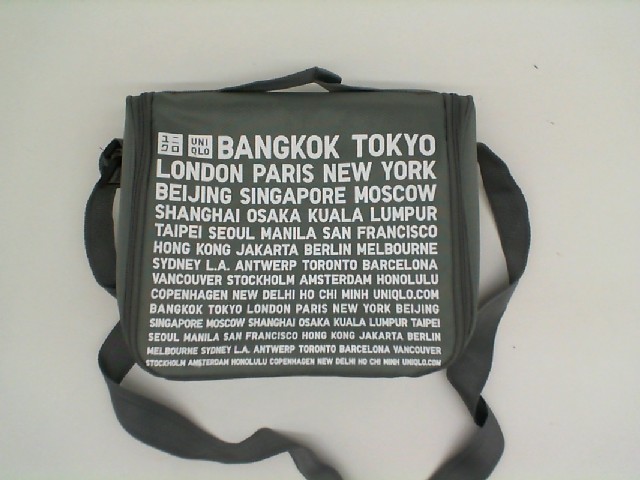 ユニ クロ UNI QLO BANGKOK TOKYO
LONDON PARIS NEW YORK
BEIJING SINGAPORE MOSCOW
SHANGHAI OSAKA KUALA LUMPUR
TAIPEI SEOUL MANILA SAN FRANCISCO
HONG KONG JAKARTA BERLIN MELBOURNE
SYDNEY L.A. ANTWERP TORONTO BARCELONA
VANCOUVER STOCKHOLM AMSTERDAM HONOLULU
COPENHAGEN NEW DELHI HO CHI MINH UNIQLO.COM
BANGKOK TOKYO LONDON PARIS NEW YORK BEIJING
SINGAPORE MOSCOW SHANGHAI OSAKA KUALA LUMPUR TAIPEI
SEOUL MANILA SAN FRANCISCO HONG KONG JAKARTA BERLIN
MELBOURNE SYDNEY L.A. ANTWERP TORONTO BARCELONA VANCOUVER
STOCKHOLM AMSTERDAM HONOLULU COPENHAGEN NEW DELHI HO CHI MINH UNIQLO.COM